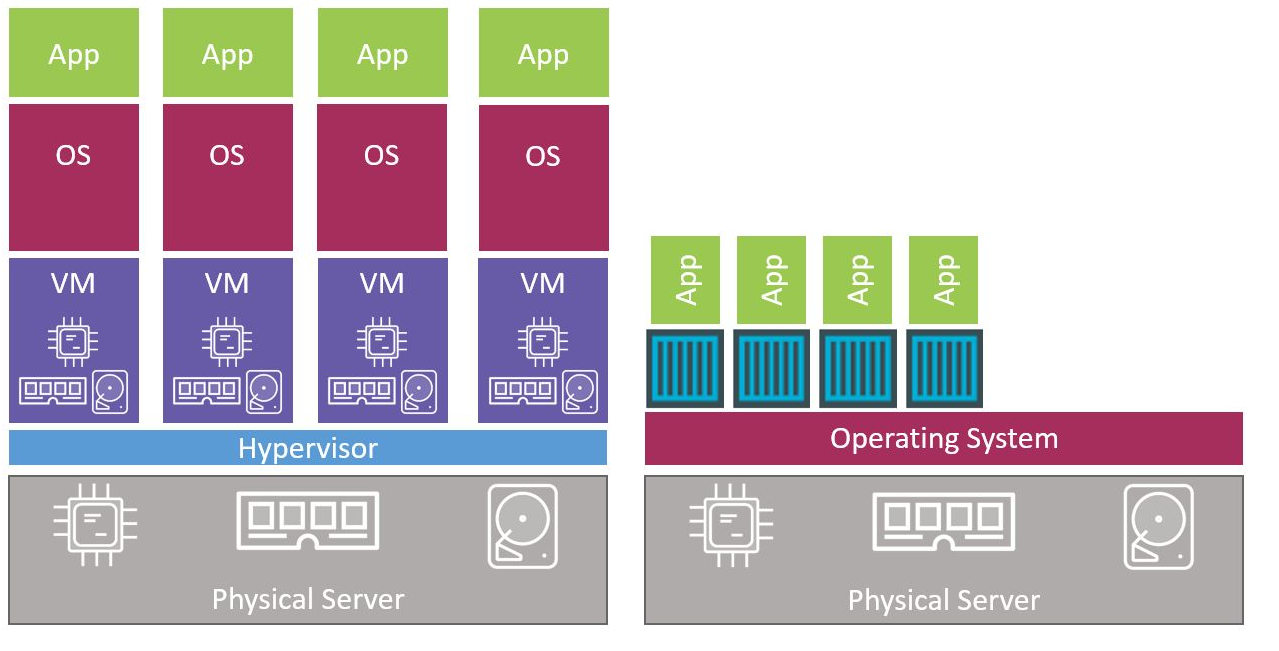 App App App App
OS OS OS OS
VM VM VM VM
Hypervisor
Physical Server
App App App App
Operating System
Physical Server